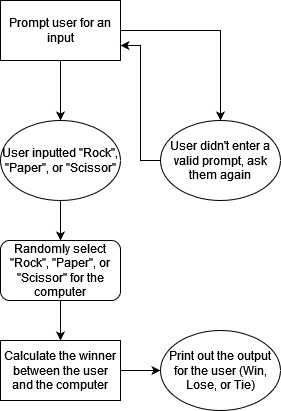 Prompt user for an
input
User inputted "Rock",
"Paper", or "Scissor"
User didn't enter a
valid prompt, ask
them again
Randomly select
"Rock", "Paper", or
"Scissor" for the
computer
Calculate the winner
between the user
and the computer
Print out the output
for the user (Win,
Lose, or Tie)